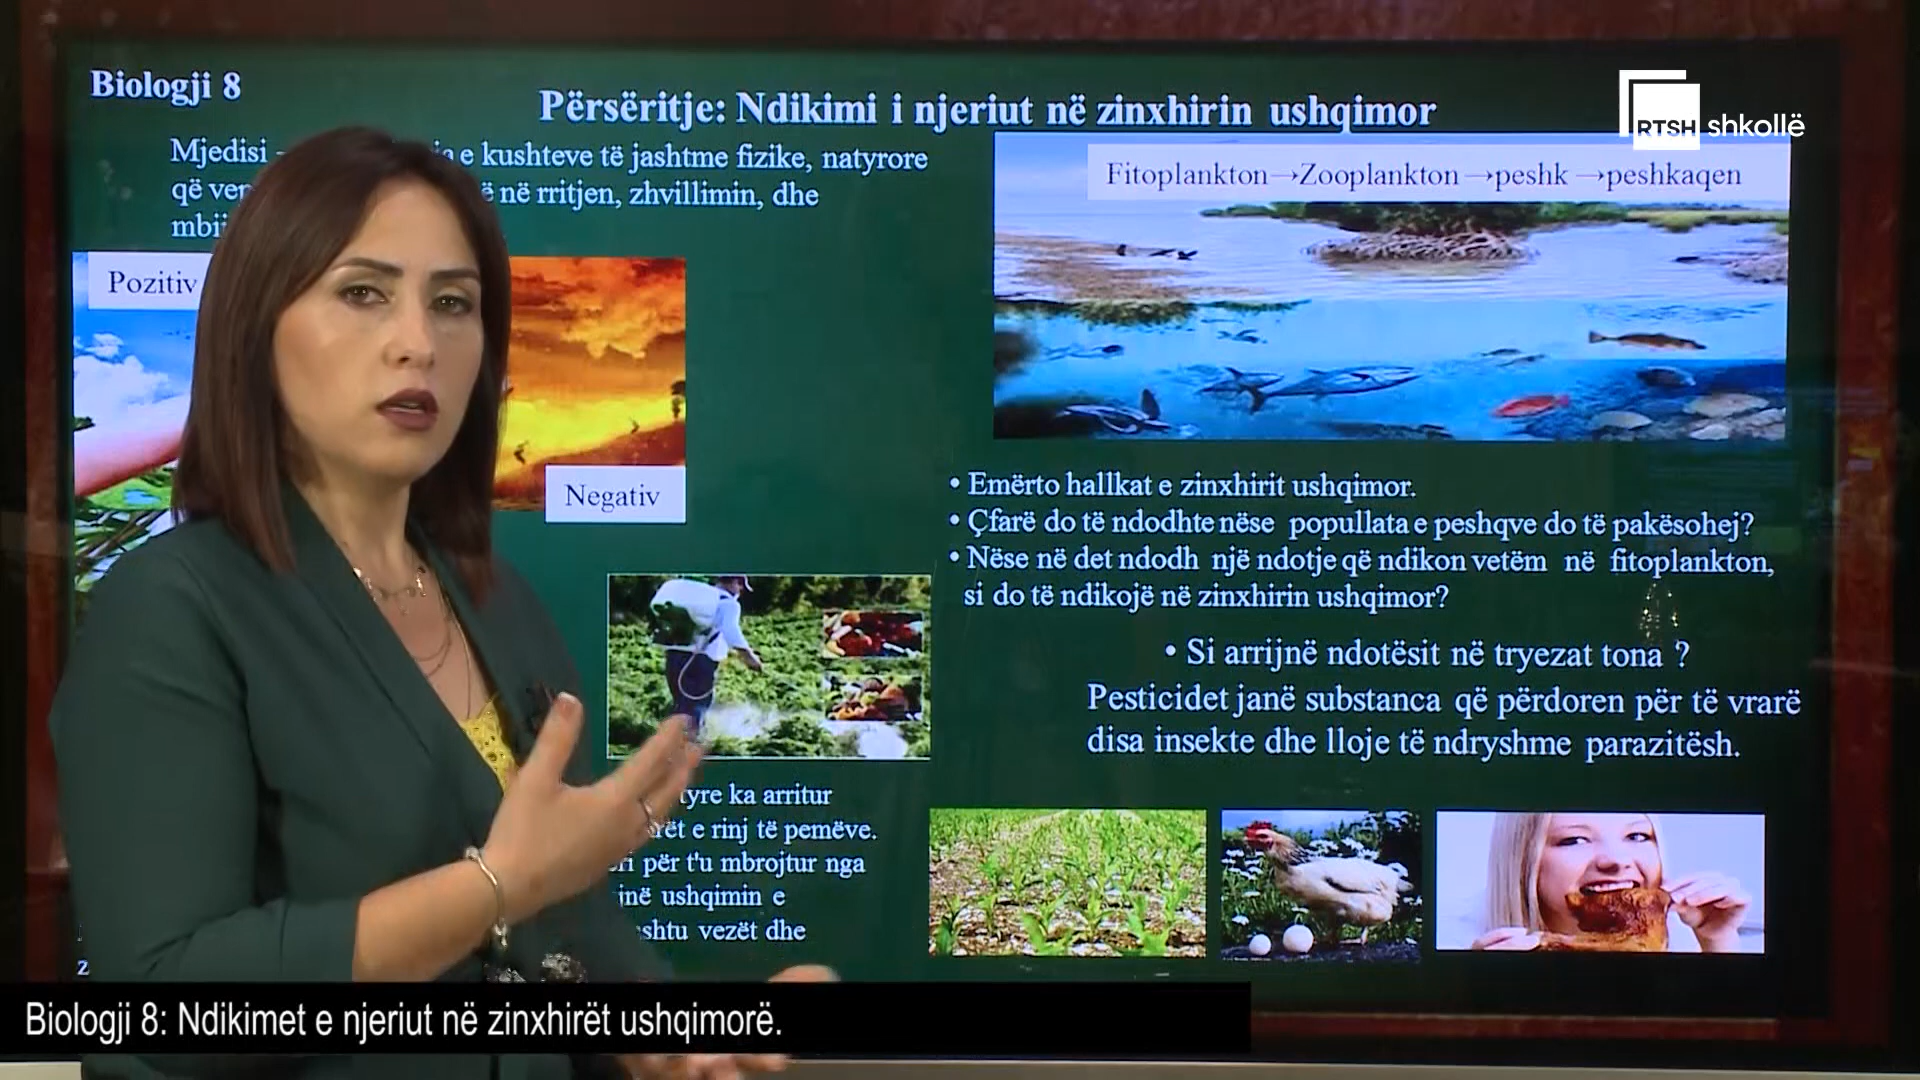 Biologji 8
Përsëritje: Ndikimi i njeriut në zinxhirin ushqimor
RTSH shkollë
Mjedisi e kushteve të jashtme fizike, natyrore
që në rritjen, zhvillimin, dhe
Pozitiv
Negativ
Fitoplankton→Zooplankton→peshk→peshkaqen
• Emërto hallkat e zinxhirit ushqimor.
• Çfarë do të ndodhte nëse popullata e peshqve do të pakësohej?
• Nëse në det ndodh një ndotje që ndikon vetëm në fitoplankton,
si do të ndikojë në zinxhirin ushqimor?
• Si arrijnë ndotësit në tryezat tona ?
Pesticidet janë substanca që përdoren për të vrarë
disa insekte dhe lloje të ndryshme parazitësh.
tyre ka arritur
e rinj të pemëve.
për t'u mbrojtur nga
ushqimin e
vezët dhe
Biologji 8: Ndikimet e njeriut në zinxhirët ushqimorë.